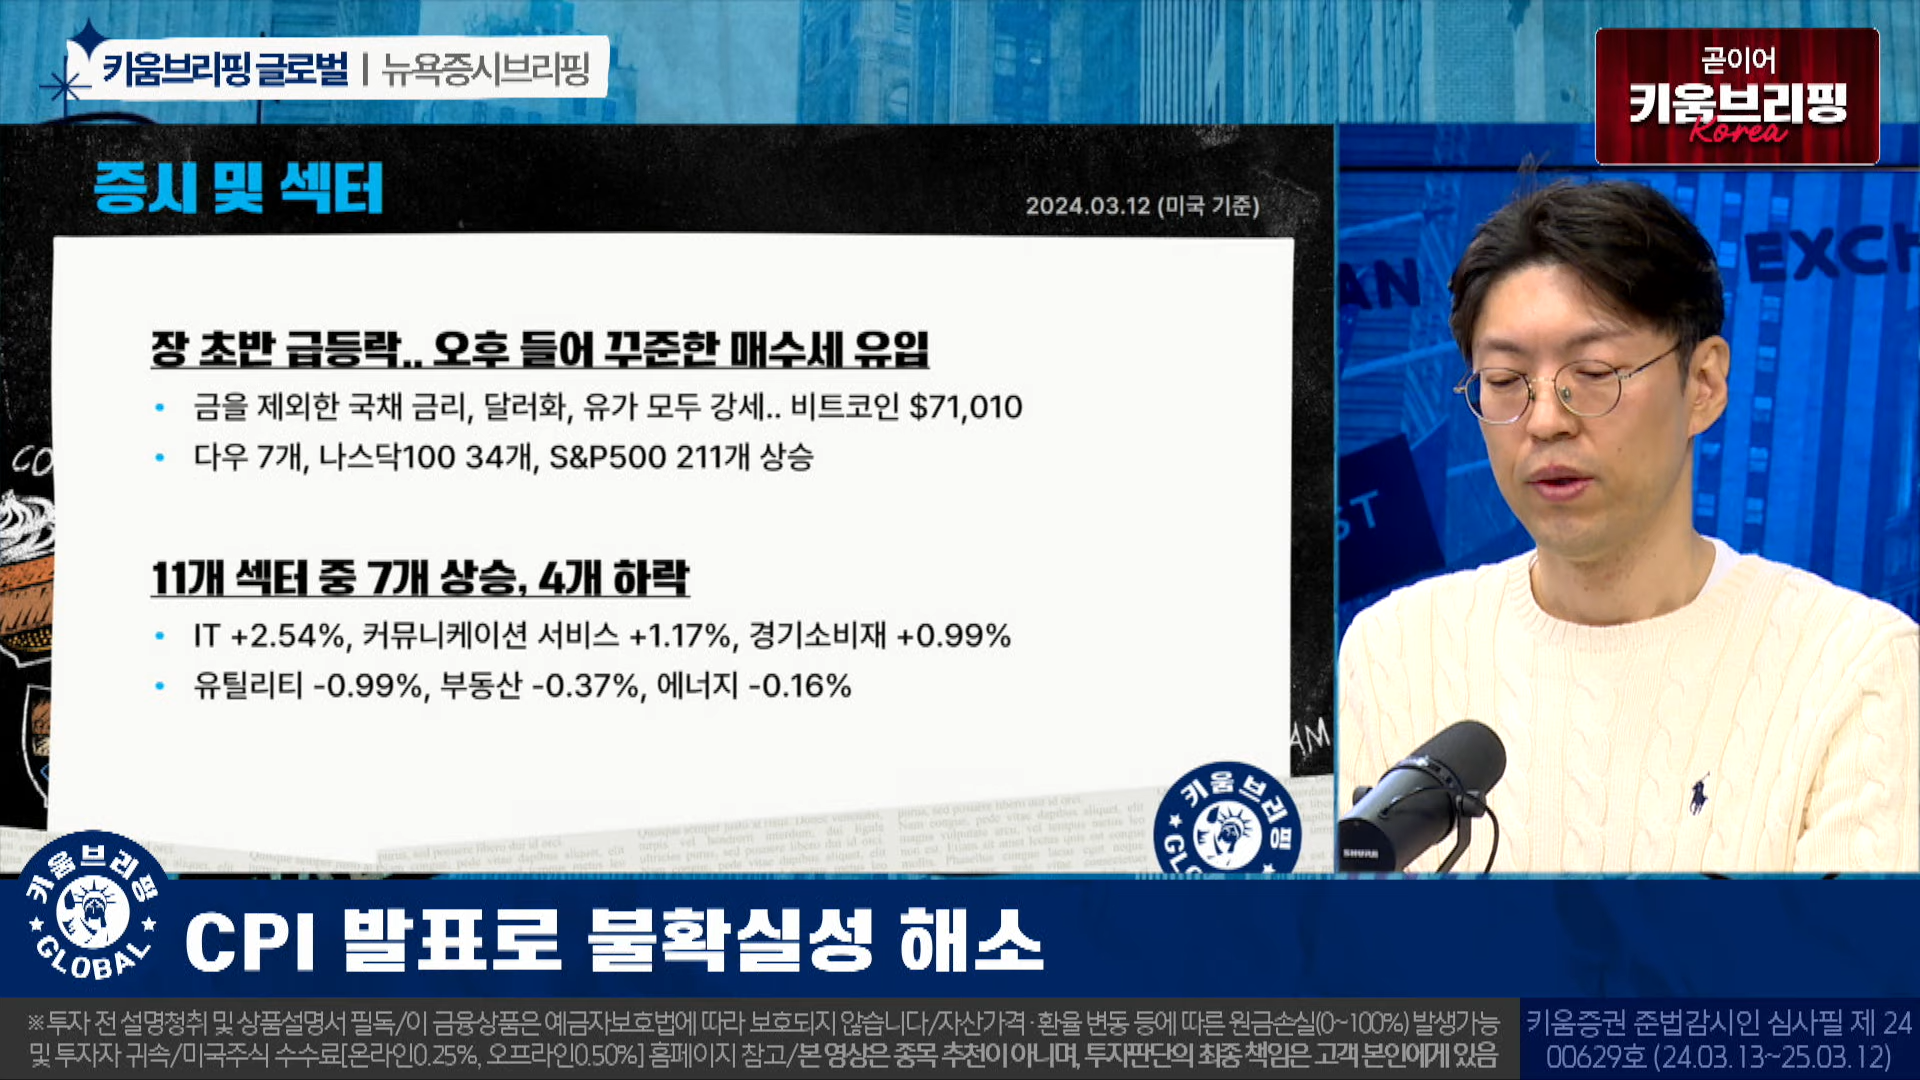 키움브리핑 글로벌 | 뉴욕증시브리핑
곧이어
키움브리핑
Korea
증시 및 섹터
2024.03.12 (미국 기준)
장 초반 급등락.. 오후 들어 꾸준한 매수세 유입
• 금을 제외한 국채 금리, 달러화, 유가 모두 강세.. 비트코인 $71,010
• 다우 7개, 나스닥100 34개, S&P500 211개 상승
11개 섹터 중 7개 상승, 4개 하락
• IT +2.54%, 커뮤니케이션 서비스 +1.17%, 경기소비재 +0.99%
• 유틸리티 -0.99%, 부동산 -0.37%, 에너지 -0.16%
CO
AM
AN
EXCH
ST
SHURE
키움브리핑
GLO
키움브리핑
GLOBAL
CPI 발표로 불확실성 해소
※투자 전 설명청취 및 상품설명서 필독/이 금융상품은 예금자보호법에 따라 보호되지 않습니다/자산가격·환율 변동 등에 따른 원금손실(0~100%) 발생가능
및 투자자 귀속/미국주식 수수료[온라인0.25%, 오프라인0.50%] 홈페이지 참고/본 영상은 종목 추천이 아니며, 투자판단의 최종 책임은 고객 본인에게 있음
키움증권 준법감시인 심사필 제 24
00629호 (24.03.13~25.03.12)